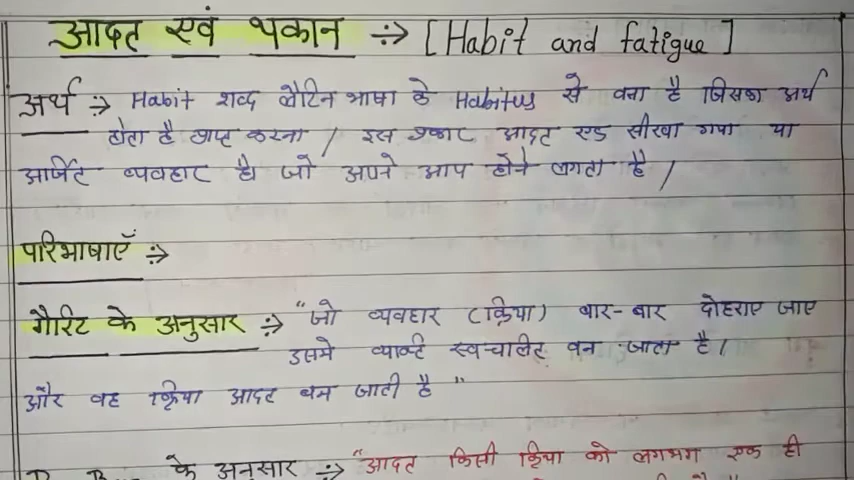 आदत एवं थकान ÷> [Habit and fatigue]
अर्थ ÷> Habit शब्द लैटिन भाषा के Habitus से बना है जिसका अर्थ
होता है प्राप्त करना / इस प्रकार आदत एक सीखा गया या
अर्जित व्यवहार है। जो अपने आप होने लगता है /
परिभाषाएँ ÷>
गैरिट के अनुसार ÷> "जो व्यवहार (क्रिया) बार-बार दोहराए जाए
उसमे व्यक्ति स्वचालित बन जाता है।
और वह क्रिया आदत बन जाती है"
के अनुसार ÷> "आदत किसी क्रिया को लगभग एक ही